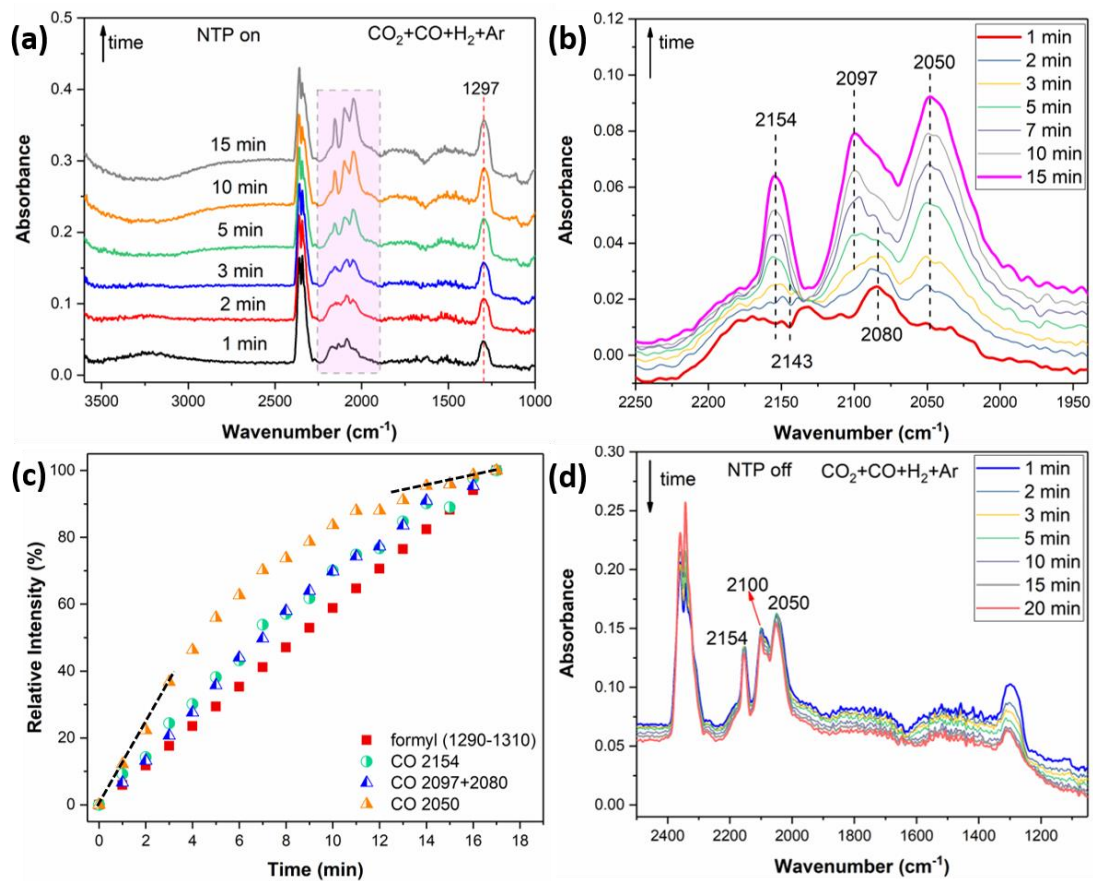 (a)
time
NTP on
CO2+CO+H2+Ar
1297
15 min
10 min
5 min
3 min
2 min
1 min
0.5
0.4
0.3
0.2
0.1
0.0
Absorbance
3600
3000
2500
2000
1500
1000
Wavenumber (cm-1)
(b)
time
2154
2097
2050
2143
2080
1 min
2 min
3 min
5 min
7 min
10 min
15 min
0.12
0.10
0.08
0.06
0.04
0.02
0.00
Absorbance
2250
2200
2150
2100
2050
2000
1950
Wavenumber (cm-1)
(c)
100
80
60
40
20
0
Relative Intensity (%)
formyl (1290-1310)
CO 2154
CO 2097+2080
CO 2050
0 2 4 6 8 10 12 14 16 18
Time (min)
(d)
time
NTP off
CO2+CO+H2+Ar
2100
2050
2154
1 min
2 min
3 min
5 min
10 min
15 min
20 min
0.30
0.25
0.20
0.15
0.10
0.05
0.00
Absorbance
2400 2200 2000 1800 1600 1400 1200
Wavenumber (cm-1)